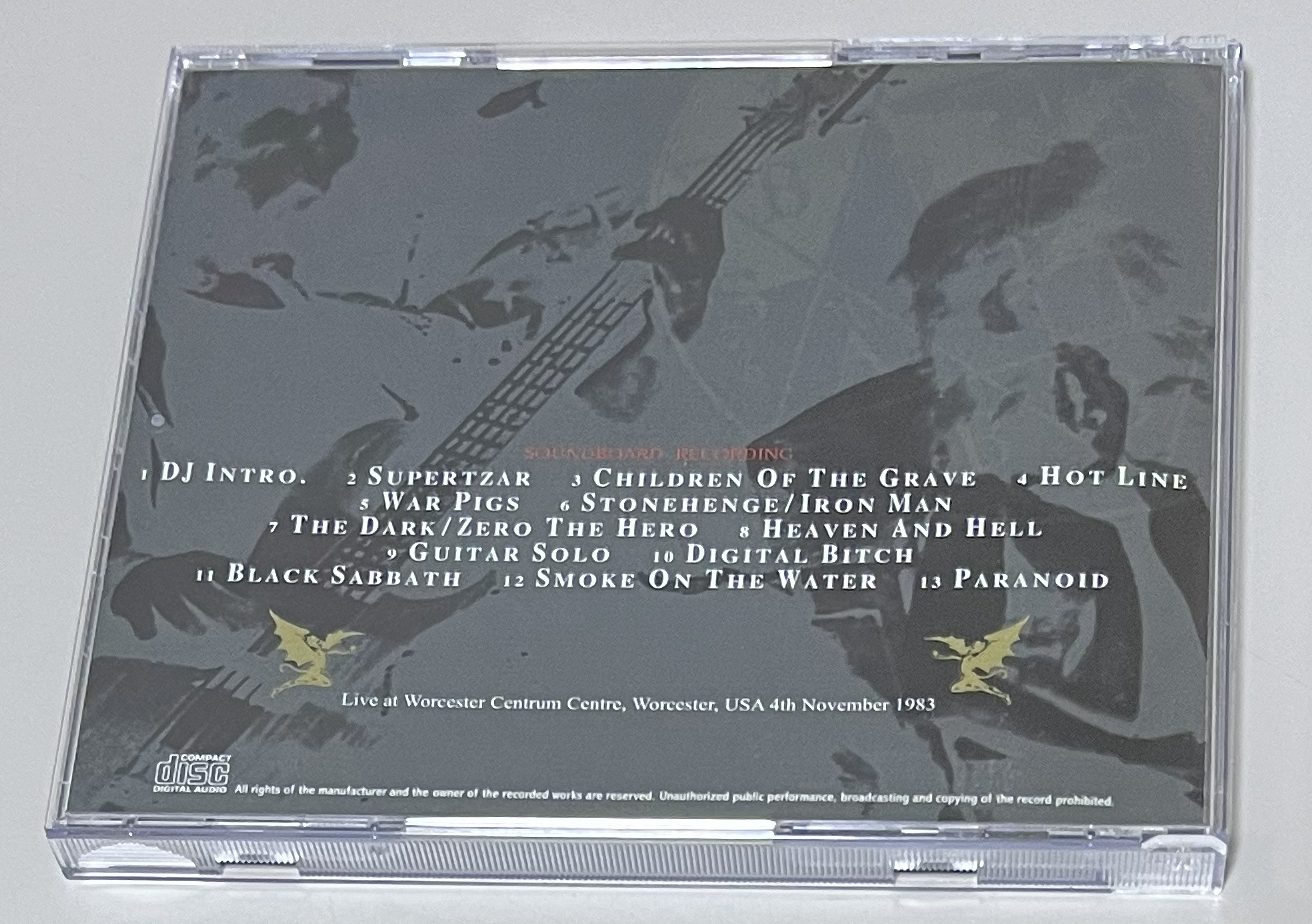 SOUNDBOARD RECORDING
1 DJ INTRO. 2 SUPERTZAR 3 CHILDREN OF THE GRAVE 4 HOT LINE
5 WAR PIGS 6 STONEHENGE/IRON MAN
7 THE DARK/ZERO THE HERO 8 HEAVEN AND HELL
9 GUITAR SOLO 10 DIGITAL BITCH
11 BLACK SABBATH 12 SMOKE ON THE WATER 13 PARANOID
Live at Worcester Centrum Centre, Worcester, USA 4th November 1983
COMPACT
disc
DIGITAL AUDIO
All rights of the manufacturer and the owner of the recorded works are reserved. Unauthorized public performance, broadcasting and copying of the record prohibited.